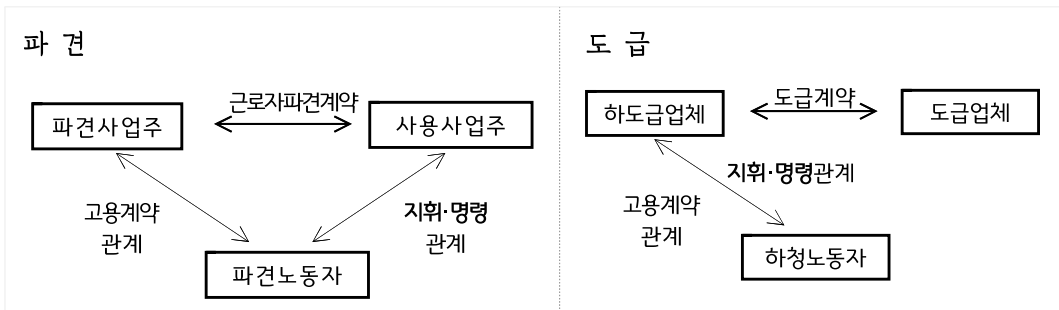 파 견
근로자파견계약
파견사업주
사용사업주
고용계약
관계
지휘·명령
관계
파견노동자
도 급
도급계약
하도급업체
도급업체
지휘·명령관계
고용계약
관계
하청노동자